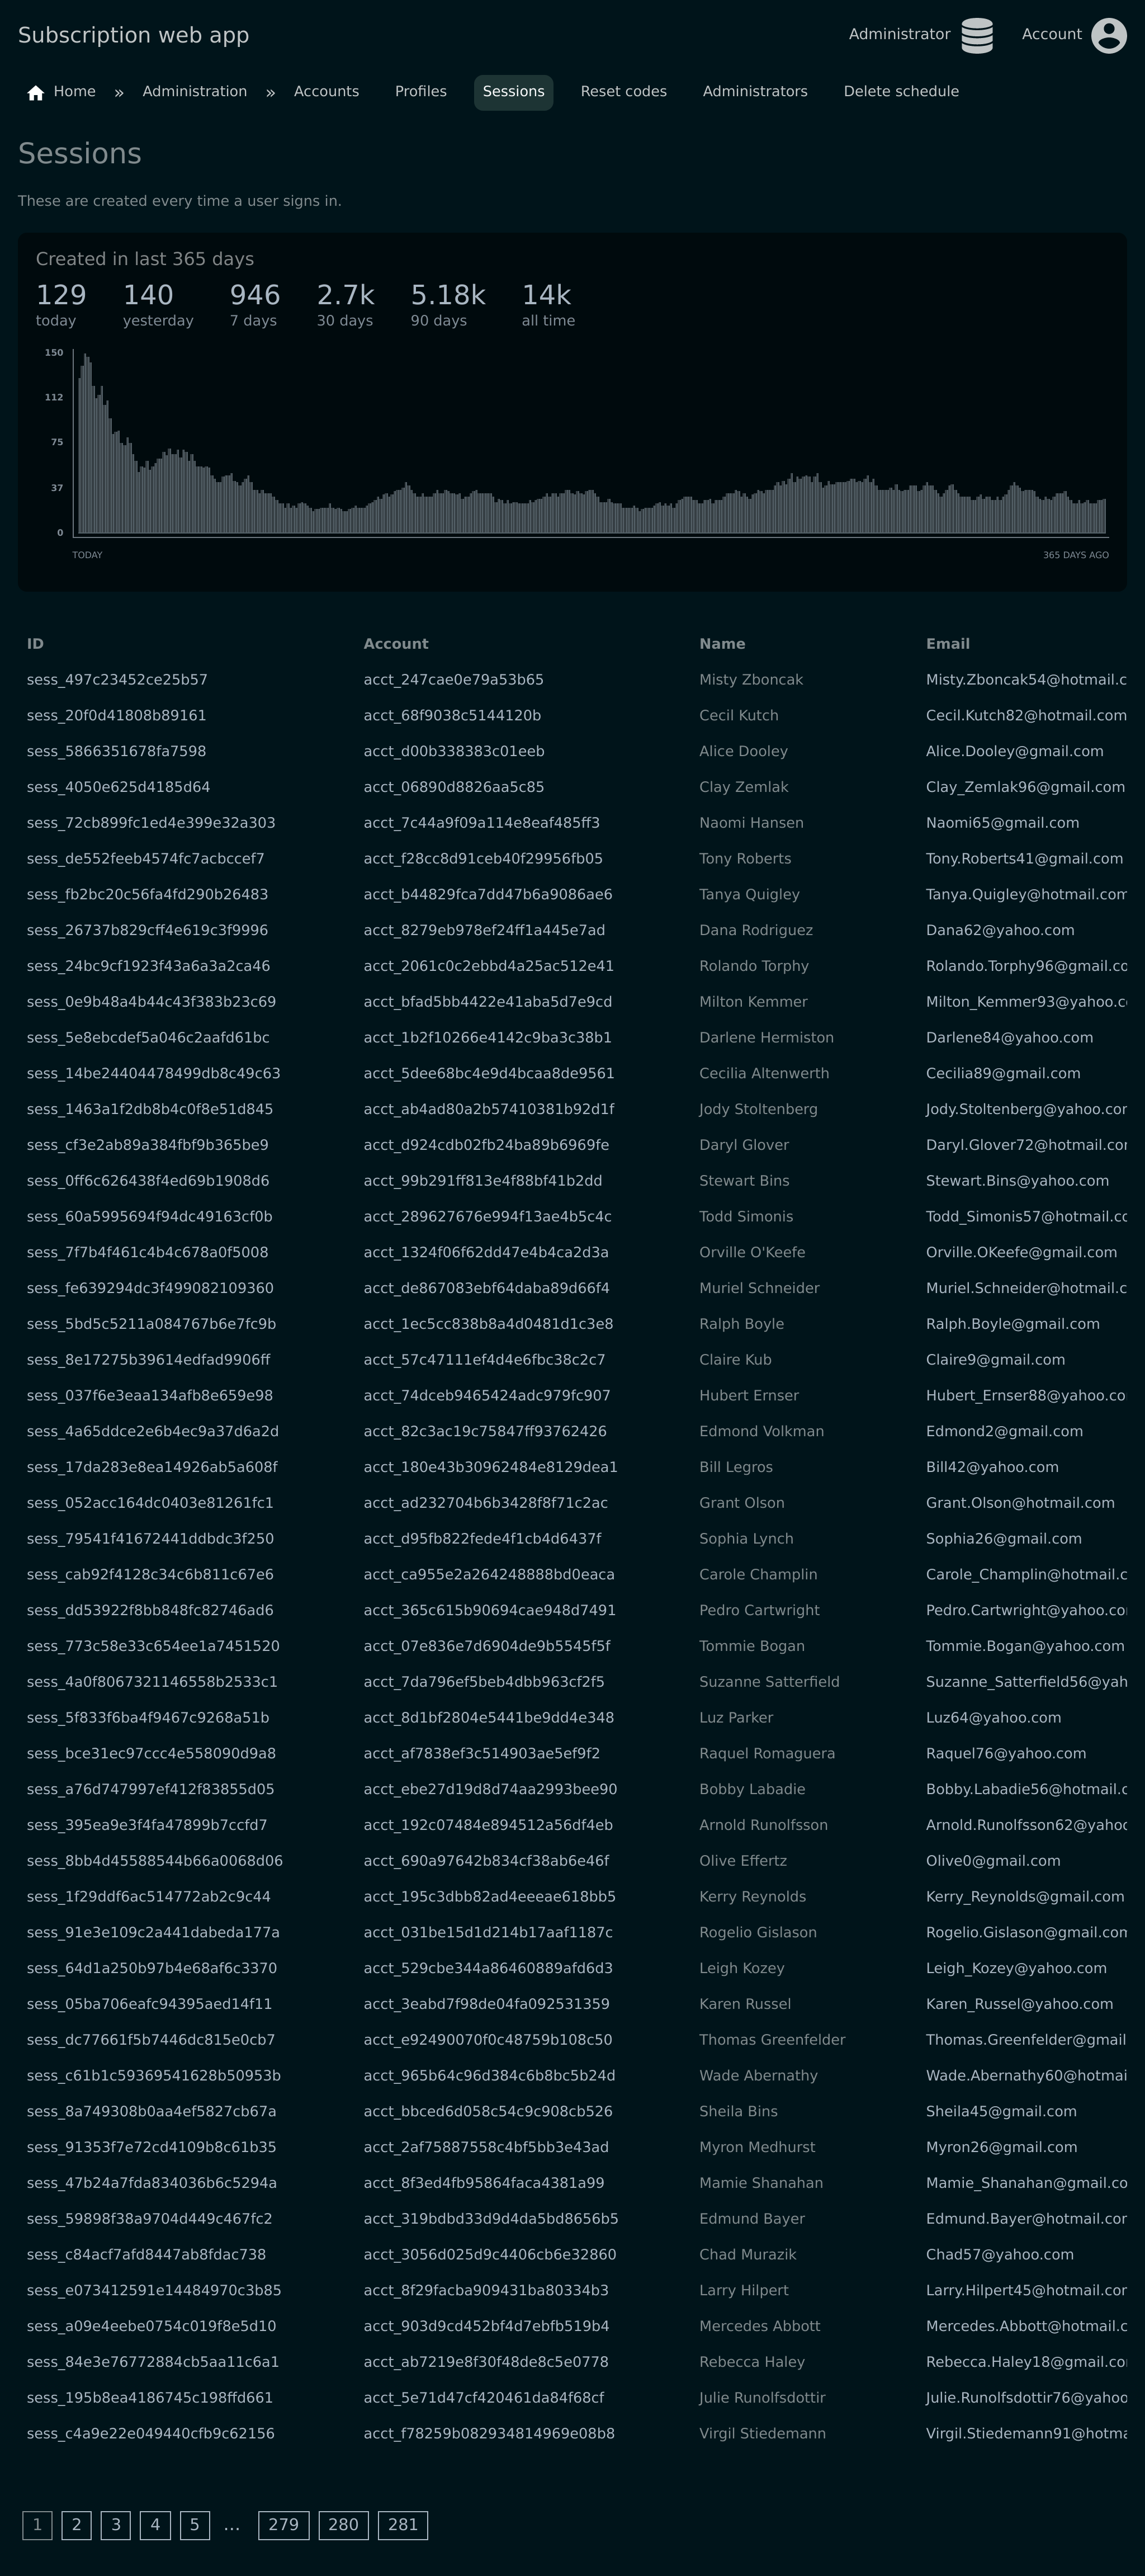 Subscription web app Administrator Account
Home » Administration » Accounts Profiles Sessions Reset codes Administrators Delete schedule
Sessions
These are created every time a user signs in.
Created in last 365 days
129 140 946 2.7k 5.18k 14k
today yesterday 7 days 30 days 90 days all time
150
112
75
37
0
TODAY 365 DAYS AGO
ID Account Name Email
sess_497c23452ce25b57 acct_247cae0e79a53b65 Misty Zboncak Misty.Zboncak54@hotmail.c
sess_20f0d41808b89161 acct_68f9038c5144120b Cecil Kutch Cecil.Kutch82@hotmail.com
sess_5866351678fa7598 acct_d00b338383c01eeb Alice Dooley Alice.Dooley@gmail.com
sess_4050e625d4185d64 acct_06890d8826aa5c85 Clay Zemlak Clay_Zemlak96@gmail.com
sess_72cb899fc1ed4e399e32a303 acct_7c44a9f09a114e8eaf485ff3 Naomi Hansen Naomi65@gmail.com
sess_de552feeb4574fc7acbccef7 acct_f28cc8d91ceb40f29956fb05 Tony Roberts Tony.Roberts41@gmail.com
sess_fb2bc20c56fa4fd290b26483 acct_b44829fca7dd47b6a9086ae6 Tanya Quigley Tanya.Quigley@hotmail.com
sess_26737b829cff4e619c3f9996 acct_8279eb978ef24ff1a445e7ad Dana Rodriguez Dana62@yahoo.com
sess_24bc9cf1923f43a6a3a2ca46 acct_2061c0c2ebbd4a25ac512e41 Rolando Torphy Rolando.Torphy96@gmail.co
sess_0e9b48a4b44c43f383b23c69 acct_bfad5bb4422e41aba5d7e9cd Milton Kemmer Milton_Kemmer93@yahoo.c
sess_5e8ebcdef5a046c2aafd61bc acct_1b2f10266e4142c9ba3c38b1 Darlene Hermiston Darlene84@yahoo.com
sess_14be24404478499db8c49c63 acct_5dee68bc4e9d4bcaa8de9561 Cecilia Altenwerth Cecilia89@gmail.com
sess_1463a1f2db8b4c0f8e51d845 acct_ab4ad80a2b57410381b92d1f Jody Stoltenberg Jody.Stoltenberg@yahoo.cor
sess_cf3e2ab89a384fbf9b365be9 acct_d924cdb02fb24ba89b6969fe Daryl Glover Daryl.Glover72@hotmail.cor
sess_0ff6c626438f4ed69b1908d6 acct_99b291ff813e4f88bf41b2dd Stewart Bins Stewart.Bins@yahoo.com
sess_60a5995694f94dc49163cf0b acct_289627676e994f13ae4b5c4c Todd Simonis Todd_Simonis57@hotmail.cc
sess_7f7b4f461c4b4c678a0f5008 acct_1324f06f62dd47e4b4ca2d3a Orville O'Keefe Orville.OKeefe@gmail.com
sess_fe639294dc3f499082109360 acct_de867083ebf64daba89d66f4 Muriel Schneider Muriel.Schneider@hotmail.c
sess_5bd5c5211a084767b6e7fc9b acct_1ec5cc838b8a4d0481d1c3e8 Ralph Boyle Ralph.Boyle@gmail.com
sess_8e17275b39614edfad9906ff acct_57c47111ef4d4e6fbc38c2c7 Claire Kub Claire9@gmail.com
sess_037f6e3eaa134afb8e659e98 acct_74dceb9465424adc979fc907 Hubert Ernser Hubert_Ernser88@yahoo.co
sess_4a65ddce2e6b4ec9a37d6a2d acct_82c3ac19c75847ff93762426 Edmond Volkman Edmond2@gmail.com
sess_17da283e8ea14926ab5a608f acct_180e43b30962484e8129dea1 Bill Legros Bill42@yahoo.com
sess_052acc164dc0403e81261fc1 acct_ad232704b6b3428f8f71c2ac Grant Olson Grant.Olson@hotmail.com
sess_79541f41672441ddbdc3f250 acct_d95fb822fede4f1cb4d6437f Sophia Lynch Sophia26@gmail.com
sess_cab92f4128c34c6b811c67e6 acct_ca955e2a264248888bd0eaca Carole Champlin Carole_Champlin@hotmail.c
sess_dd53922f8bb848fc82746ad6 acct_365c615b90694cae948d7491 Pedro Cartwright Pedro.Cartwright@yahoo.co
sess_773c58e33c654ee1a7451520 acct_07e836e7d6904de9b5545f5f Tommie Bogan Tommie.Bogan@yahoo.com
sess_4a0f8067321146558b2533c1 acct_7da796ef5beb4dbb963cf2f5 Suzanne Satterfield Suzanne_Satterfield56@yah
sess_5f833f6ba4f9467c9268a51b acct_8d1bf2804e5441be9dd4e348 Luz Parker Luz64@yahoo.com
sess_bce31ec97ccc4e558090d9a8 acct_af7838ef3c514903ae5ef9f2 Raquel Romaguera Raquel76@yahoo.com
sess_a76d747997ef412f83855d05 acct_ebe27d19d8d74aa2993bee90 Bobby Labadie Bobby.Labadie56@hotmail.c
sess_395ea9e3f4fa47899b7ccfd7 acct_192c07484e894512a56df4eb Arnold Runolfsson Arnold.Runolfsson62@yahoo
sess_8bb4d45588544b66a0068d06 acct_690a97642b834cf38ab6e46f Olive Effertz Olive0@gmail.com
sess_1f29ddf6ac514772ab2c9c44 acct_195c3dbb82ad4eeeae618bb5 Kerry Reynolds Kerry_Reynolds@gmail.com
sess_91e3e109c2a441dabeda177a acct_031be15d1d214b17aaf1187c Rogelio Gislason Rogelio.Gislason@gmail.com
sess_64d1a250b97b4e68af6c3370 acct_529cbe344a86460889afd6d3 Leigh Kozey Leigh_Kozey@yahoo.com
sess_05ba706eafc94395aed14f11 acct_3eabd7f98de04fa092531359 Karen Russel Karen_Russel@yahoo.com
sess_dc77661f5b7446dc815e0cb7 acct_e92490070f0c48759b108c50 Thomas Greenfelder Thomas.Greenfelder@gmail
sess_c61b1c59369541628b50953b acct_965b64c96d384c6b8bc5b24d Wade Abernathy Wade.Abernathy60@hotmai
sess_8a749308b0aa4ef5827cb67a acct_bbced6d058c54c9c908cb526 Sheila Bins Sheila45@gmail.com
sess_91353f7e72cd4109b8c61b35 acct_2af75887558c4bf5bb3e43ad Myron Medhurst Myron26@gmail.com
sess_47b24a7fda834036b6c5294a acct_8f3ed4fb95864faca4381a99 Mamie Shanahan Mamie_Shanahan@gmail.co
sess_59898f38a9704d449c467fc2 acct_319bdbd33d9d4da5bd8656b5 Edmund Bayer Edmund.Bayer@hotmail.cor
sess_c84acf7afd8447ab8fdac738 acct_3056d025d9c4406cb6e32860 Chad Murazik Chad57@yahoo.com
sess_e073412591e14484970c3b85 acct_8f29facba909431ba80334b3 Larry Hilpert Larry.Hilpert45@hotmail.cor
sess_a09e4eebe0754c019f8e5d10 acct_903d9cd452bf4d7ebfb519b4 Mercedes Abbott Mercedes.Abbott@hotmail.c
sess_84e3e76772884cb5aa11c6a1 acct_ab7219e8f30f48de8c5e0778 Rebecca Haley Rebecca.Haley18@gmail.co
sess_195b8ea4186745c198ffd661 acct_5e71d47cf420461da84f68cf Julie Runolfsdottir Julie.Runolfsdottir76@yahoo
sess_c4a9e22e049440cfb9c62156 acct_f78259b082934814969e08b8 Virgil Stiedemann Virgil.Stiedemann91@hotma
1 2 3 4 5 ... 279 280 281